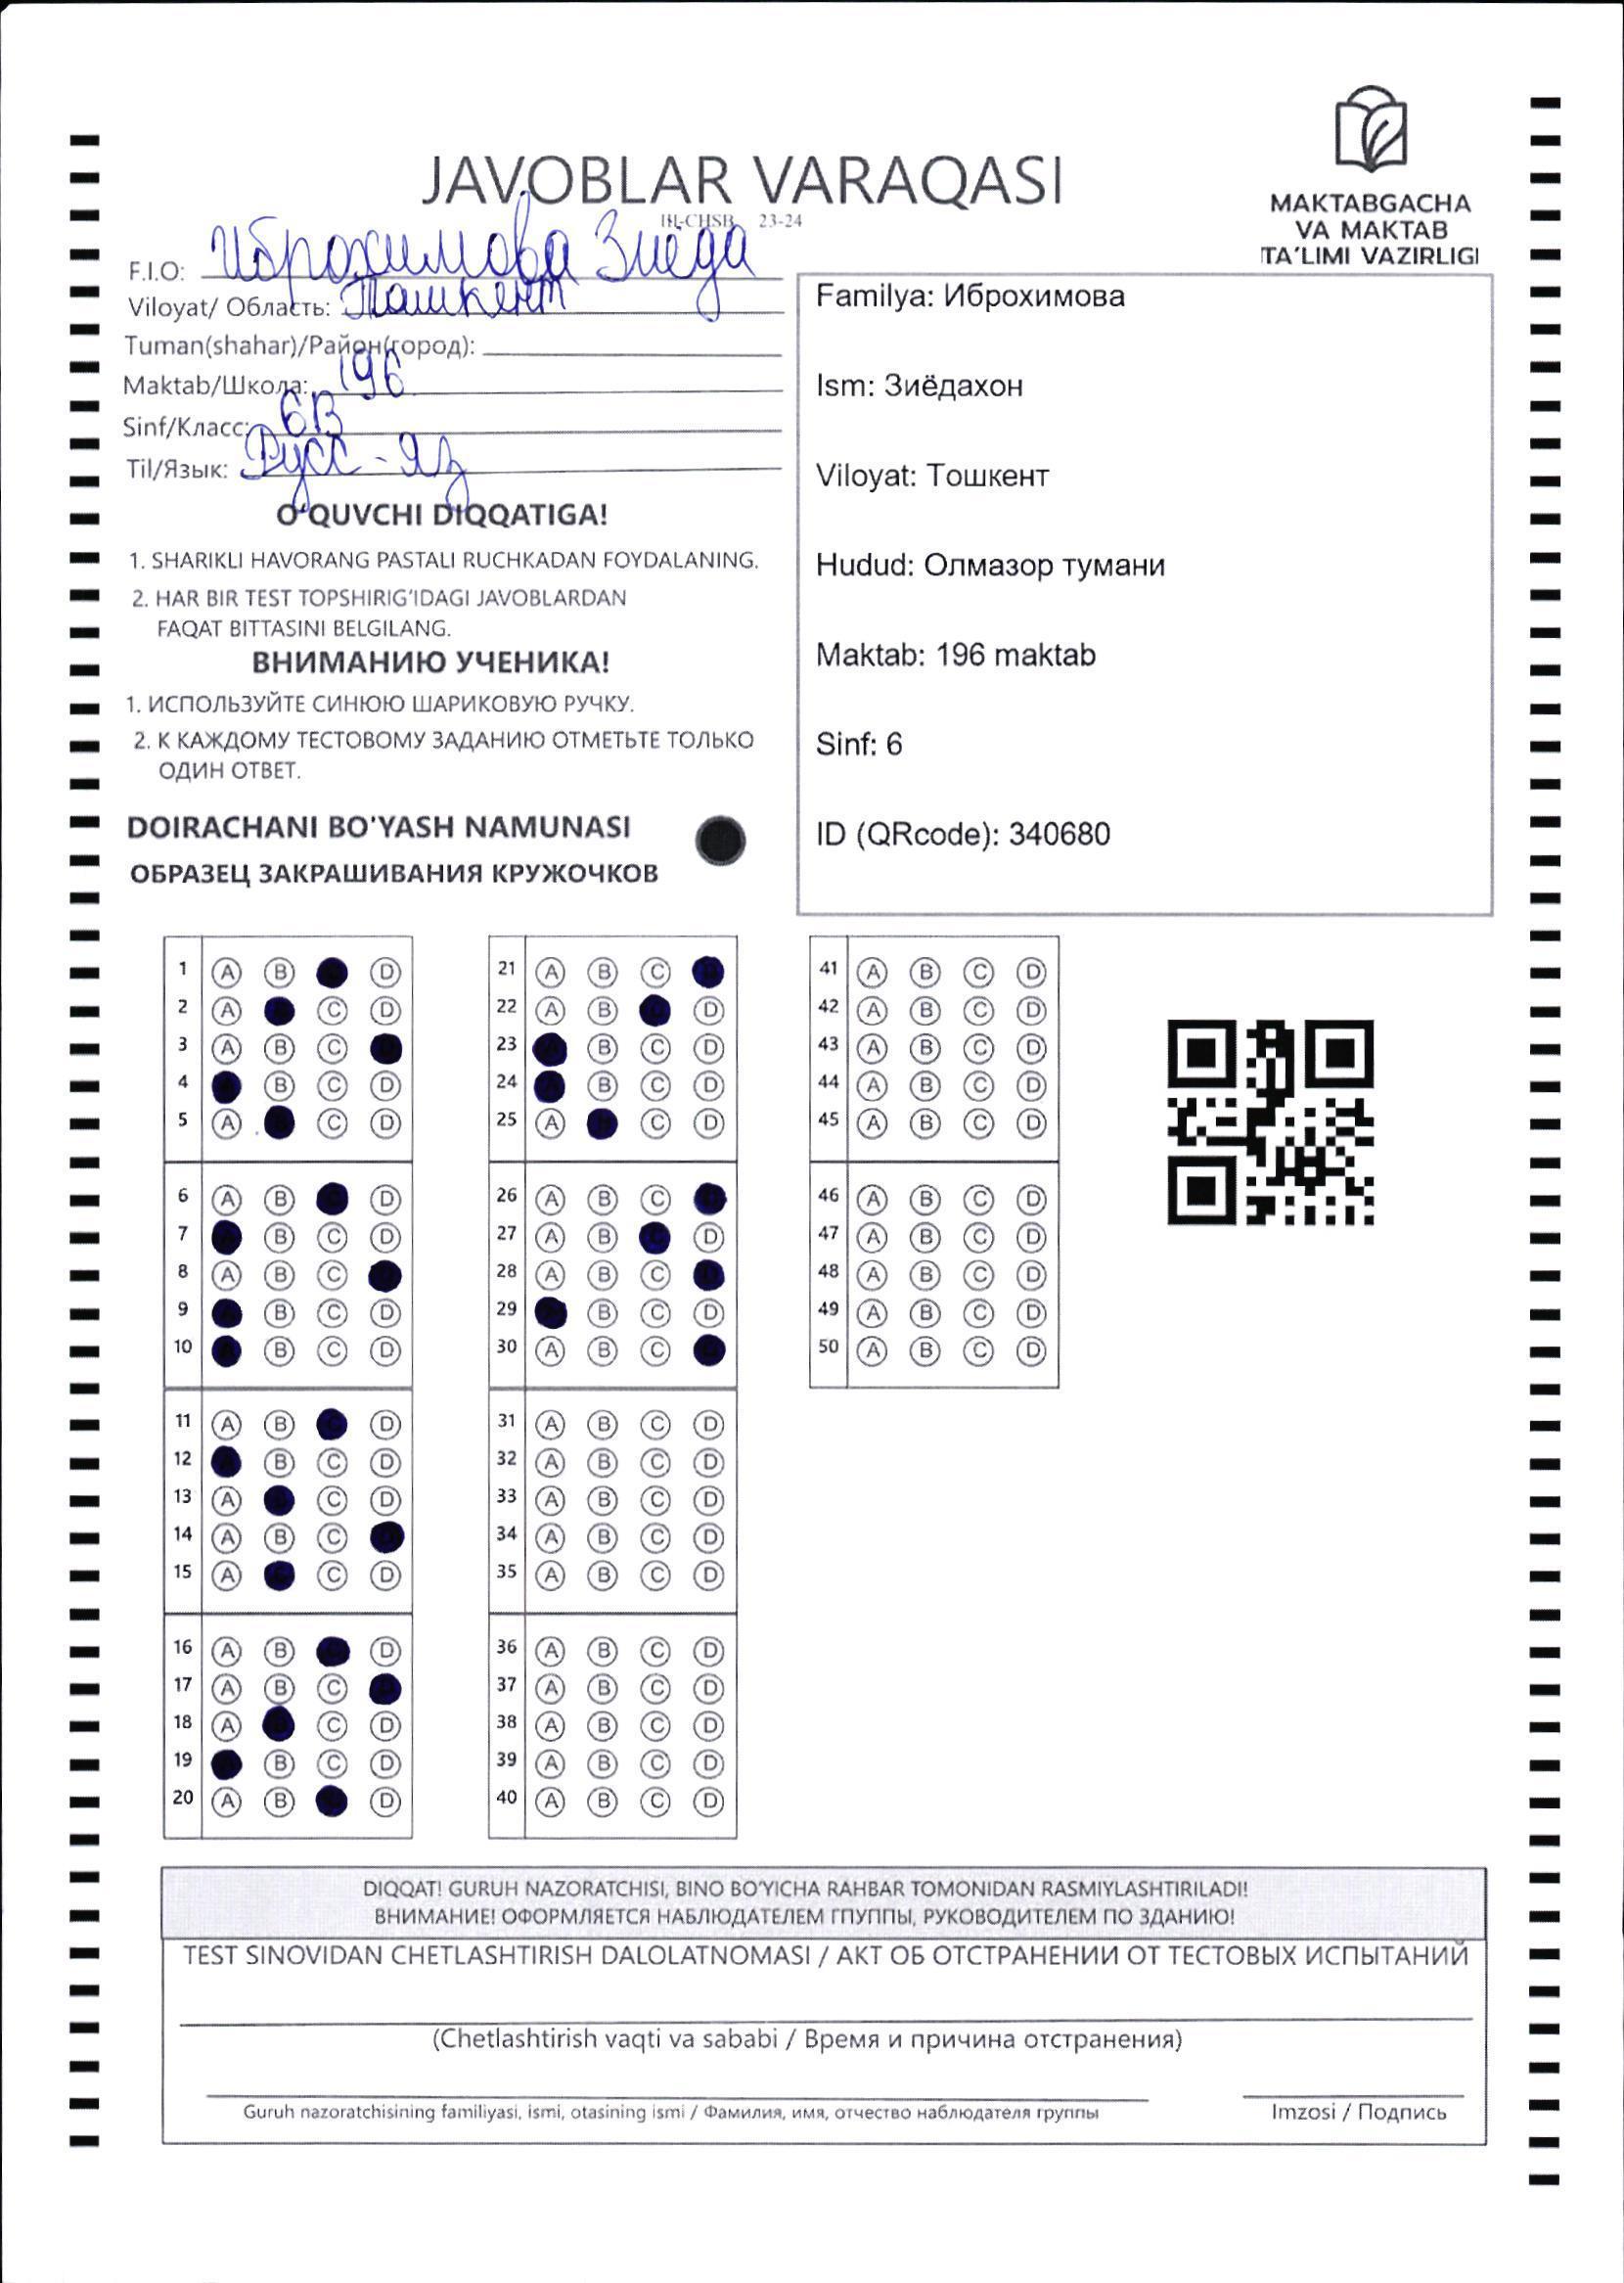 MAKTABGACHA
VA MAKTAB
TA'LIMI VAZIRLIGI
JAVOBLAR VARAQASI
23-24
F.I.O: Иброхимова Зиёда
Viloyat/ Область: Ташкент
Tuman(shahar)/Район(город):
Maktab/Школа: 196
Sinf/Класс: 6В
Til/Язык: Русс - Яз
O'QUVCHI DIQQATIGA!
1. SHARIKLI HAVORANG PASTALI RUCHKADAN FOYDALANING.
2. HAR BIR TEST TOPSHIRIG'IDAGI JAVOBLARDAN
FAQAT BITTASINI BELGILANG.
ВНИМАНИЮ УЧЕНИКА!
1. ИСПОЛЬЗУЙТЕ СИНЮЮ ШАРИКОВУЮ РУЧКУ.
2. К КАЖДОМУ ТЕСТОВОМУ ЗАДАНИЮ ОТМЕТЬТЕ ТОЛЬКО
ОДИН ОТВЕТ.
DOIRACHANI BO'YASH NAMUNASI
ОБРАЗЕЦ ЗАКРАШИВАНИЯ КРУЖОЧКОВ
Familya: Иброхимова
Ism: Зиёдахон
Viloyat: Тошкент
Hudud: Олмазор тумани
Maktab: 196 maktab
Sinf: 6
ID (QRcode): 340680
1 A B D
2 A C D
3 A B C
4 B C D
5 A C D
6 A B D
7 B C D
8 A B C
9 B C D
10 B C D
11 A B D
12 B C D
13 A C D
14 A B C
15 A C D
16 A B D
17 A B C
18 A C D
19 B C D
20 A B D
21 A B C
22 A B D
23 B C D
24 B C D
25 A C D
26 A B C
27 A B D
28 A B C
29 B C D
30 A B C
31 A B C D
32 A B C D
33 A B C D
34 A B C D
35 A B C D
36 A B C D
37 A B C D
38 A B C D
39 A B C D
40 A B C D
41 A B C D
42 A B C D
43 A B C D
44 A B C D
45 A B C D
46 A B C D
47 A B C D
48 A B C D
49 A B C D
50 A B C D
DIQQAT! GURUH NAZORATCHISI, BINO BO'YICHA RAHBAR TOMONIDAN RASMIYLASHTIRILADI!
ВНИМАНИЕ! ОФОРМЛЯЕТСЯ НАБЛЮДАТЕЛЕМ ГПУППЫ, РУКОВОДИТЕЛЕМ ПО ЗДАНИЮ!
TEST SINOVIDAN CHETLASHTIRISH DALOLATNOMASI / АКТ ОБ ОТСТРАНЕНИИ ОТ ТЕСТОВЫХ ИСПЫТАНИЙ
(Chetlashtirish vaqti va sababi / Время и причина отстранения)
Guruh nazoratchisining familiyasi, ismi, otasining ismi / Фамилия, имя, отчество наблюдателя группы
Imzosi / Подпись